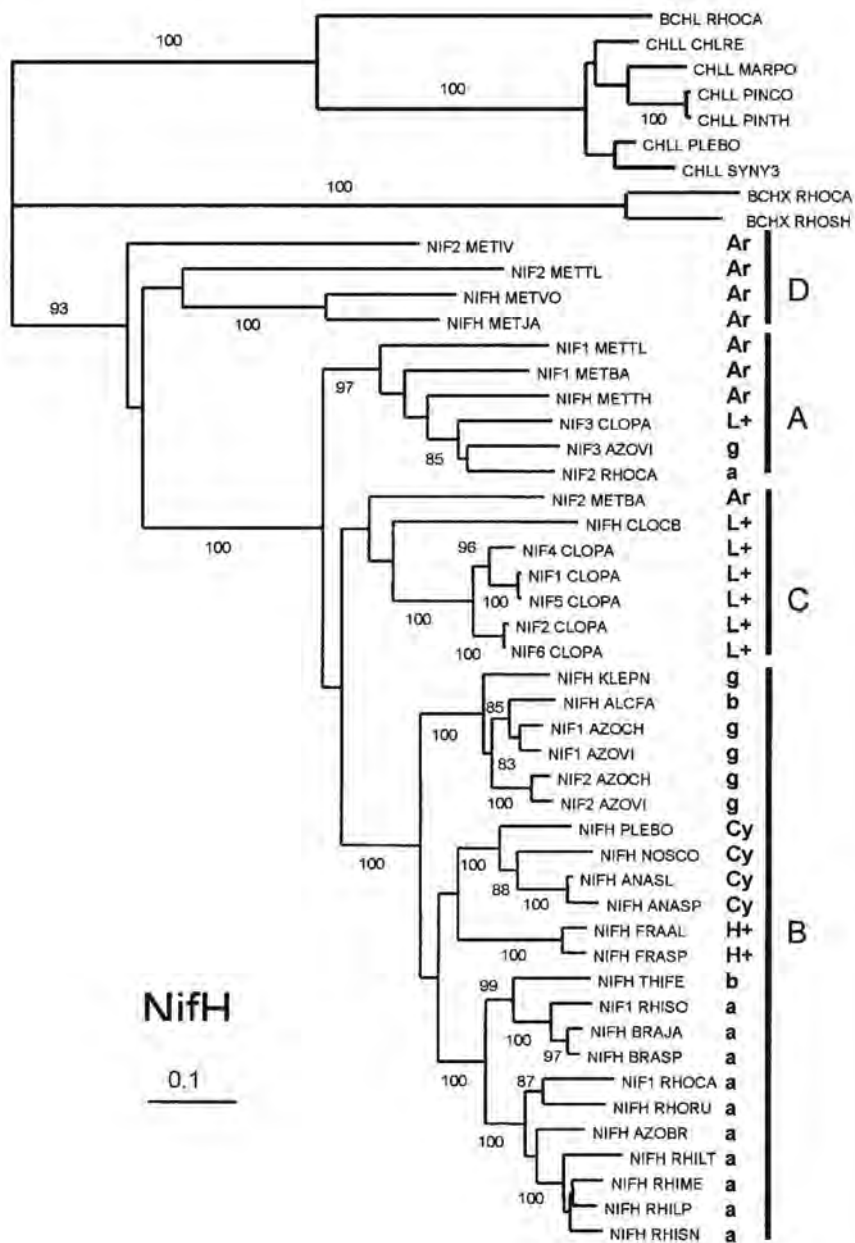 BCHL RHOCA
100
CHLL CHLRE
CHLL MARPO
100
CHLL PINCO
100
CHLL PINTH
CHLL PLEBO
CHLL SYNY3
100
BCHX RHOCA
BCHX RHOSH
NIF2 METIV Ar
NIF2 METTL Ar
NIFH METVO Ar
D
93
100
NIFH METJA Ar
NIF1 METTL Ar
97
NIF1 METBA Ar
NIFH METTH Ar
A
NIF3 CLOPA L+
85
NIF3 AZOVI g
NIF2 RHOCA a
NIF2 METBA Ar
NIFH CLOCB L+
100
96
NIF4 CLOPA L+
NIF1 CLOPA L+
100
NIF5 CLOPA L+
C
100
NIF2 CLOPA L+
100
NIF6 CLOPA L+
NIFH KLEPN g
85
NIFH ALCFA b
100
NIF1 AZOCH g
NIF1 AZOVI g
83
NIF2 AZOCH g
100
NIF2 AZOVI g
NIFH PLEBO Cy
100
100
NIFH NOSCO Cy
88
NIFH ANASL Cy
100
NIFH ANASP Cy
NIFH FRAAL H+
B
100
NIFH FRASP H+
99
NIFH THIFE b
NifH
NIF1 RHISO a
100
NIFH BRAJA a
97
NIFH BRASP a
100
0.1
87
NIF1 RHOCA a
NIFH RHORU a
100
NIFH AZOBR a
NIFH RHILT a
NIFH RHIME a
100
NIFH RHILP a
NIFH RHISN a